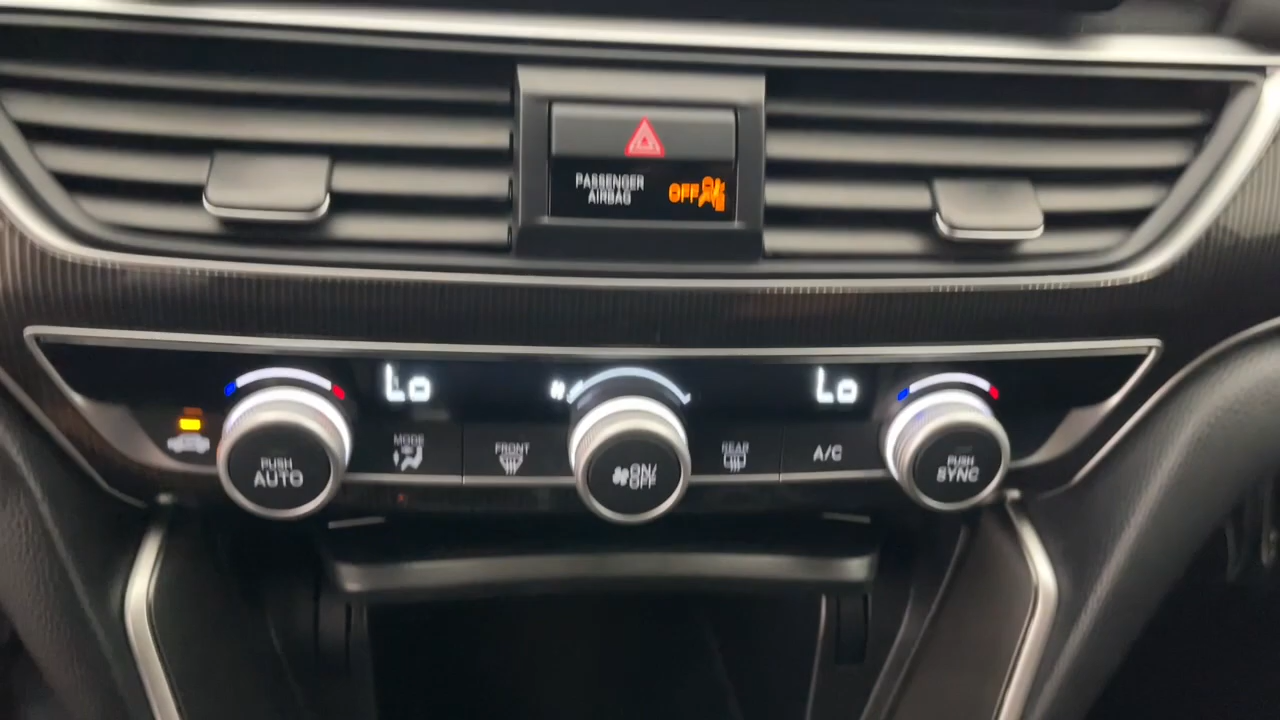 PASSENGER
AIRBAG
OFF
Lo
Lo
PUSH
AUTO
MODE
FRONT
ON/
OFF
REAR
A/C
PUSH
SYNC